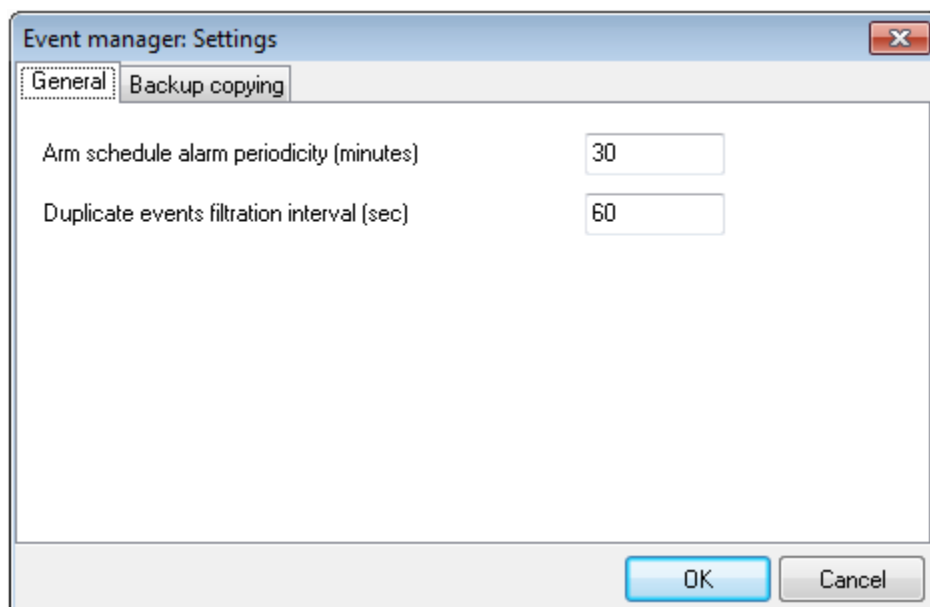 Event manager: Settings
General
Backup copying
Arm schedule alarm periodicity (minutes)
30
Duplicate events filtration interval (sec)
60
OK
Cancel